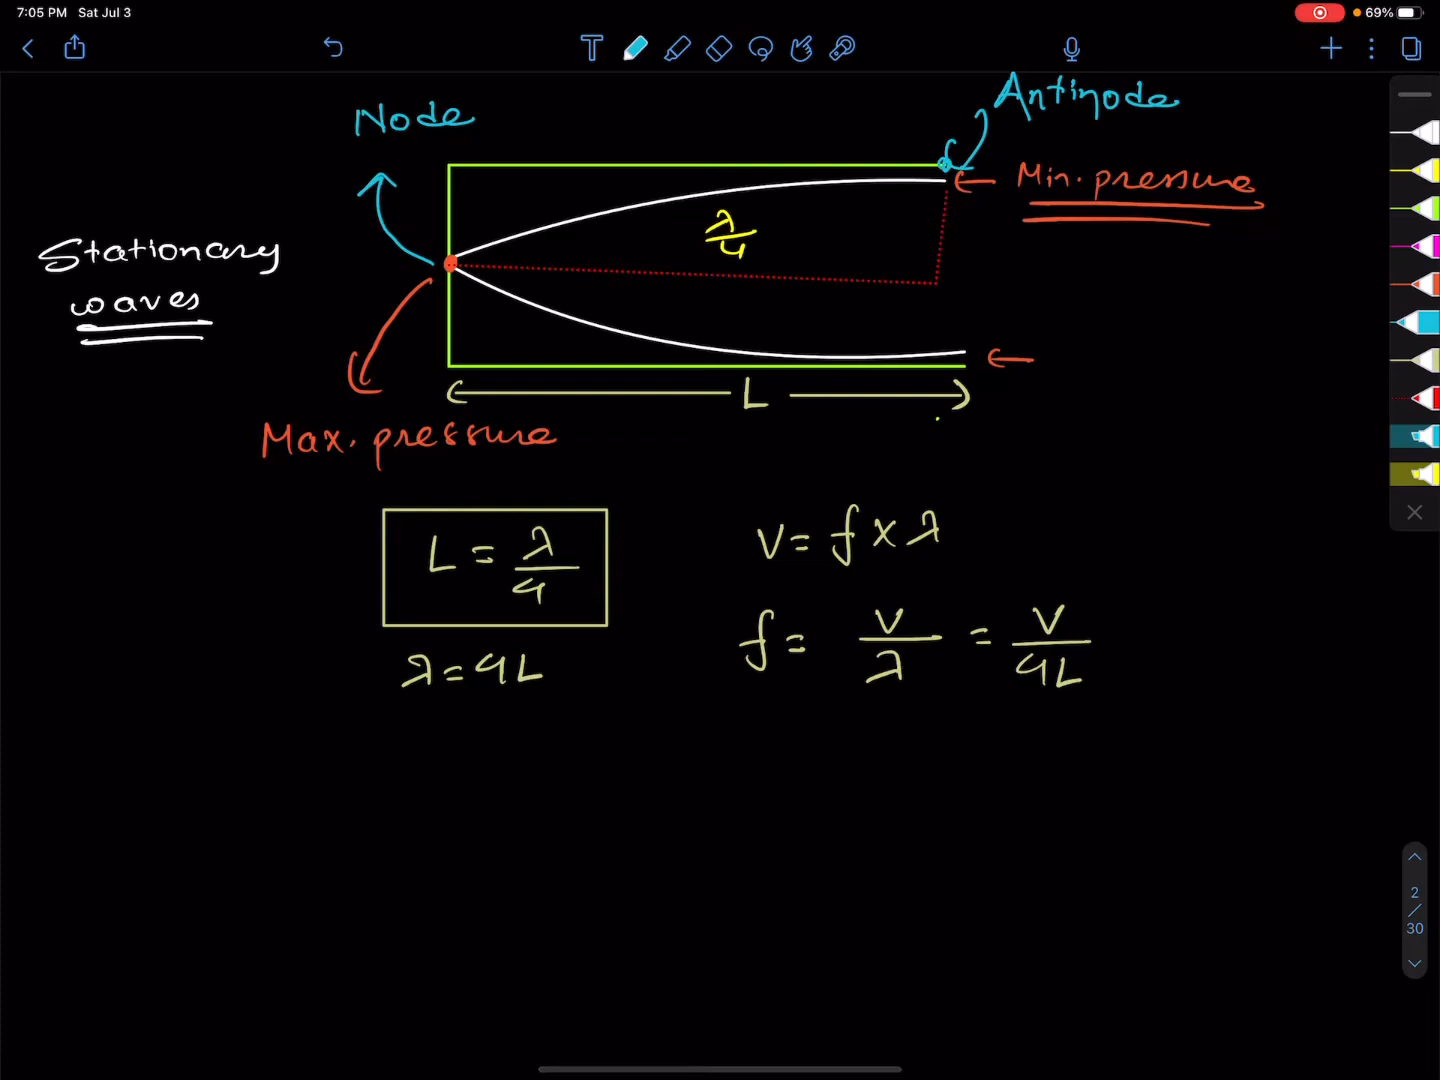 7:05 PM Sat Jul 3
69%
T
Node
Antinode
Min. pressure
λ/4
Stationary
waves
L
Max. pressure
L = λ/4
V = f × λ
λ = 4L
f = V/λ = V/4L
2
/
30